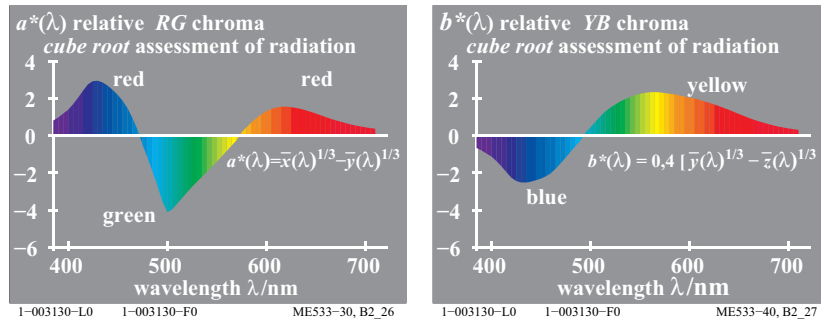 a*(λ) relative RG chroma
cube root assessment of radiation
4
red
red
2
0
a*(λ)=x̅(λ)^1/3−y̅(λ)^1/3
−2
green
−4
−6
400 500 600 700
wavelength λ/nm
1−003130−L0 1−003130−F0 ME533−30, B2_26
b*(λ) relative YB chroma
cube root assessment of radiation
4
yellow
2
0
b*(λ) = 0,4 [ y̅(λ)^1/3 − z̅(λ)^1/3
−2
blue
−4
−6
400 500 600 700
wavelength λ/nm
1−003130−L0 1−003130−F0 ME533−40, B2_27